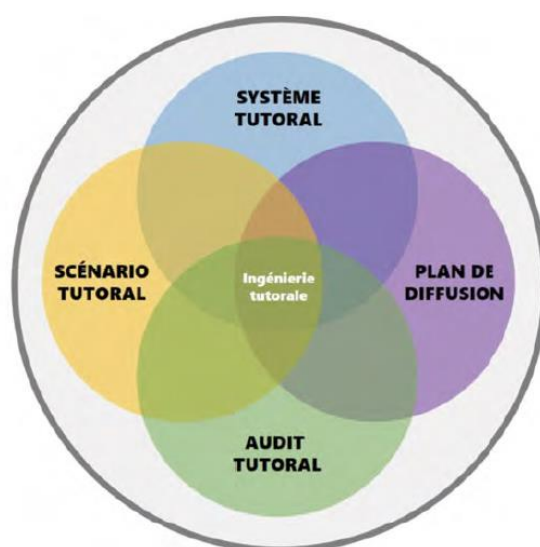 SYSTÈME
TUTORAL
SCÉNARIO
TUTORAL
Ingénierie
tutorale
PLAN DE
DIFFUSION
AUDIT
TUTORAL